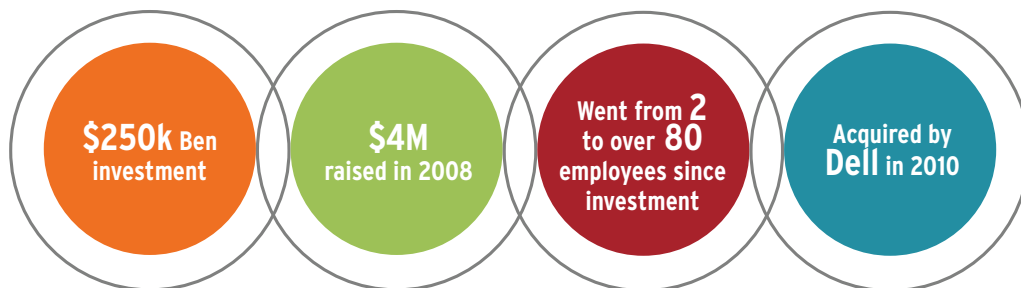 $250k Ben
investment
$4M
raised in 2008
Went from 2
to over 80
employees since
investment
Acquired by
Dell in 2010